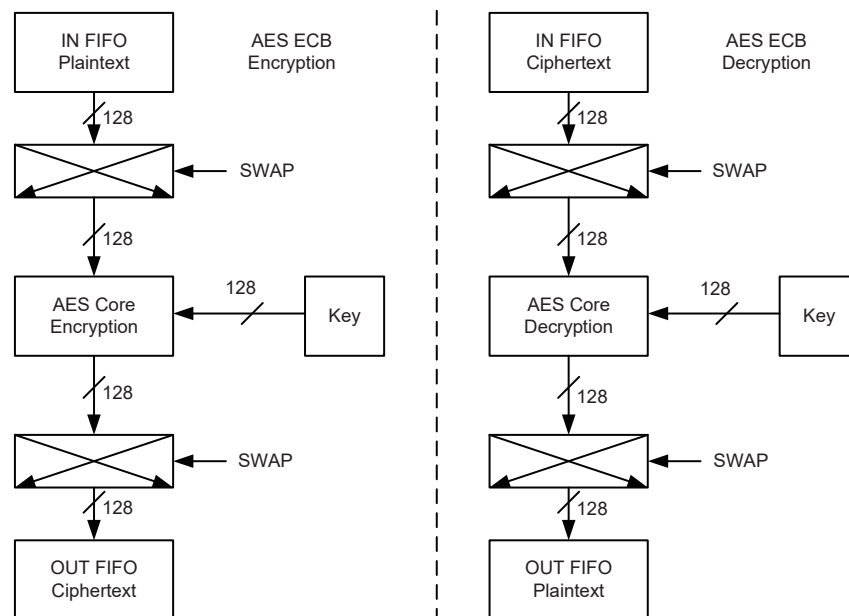 IN FIFO
Plaintext
AES ECB
Encryption
128
SWAP
128
AES Core
Encryption
128
Key
128
SWAP
128
OUT FIFO
Ciphertext
IN FIFO
Ciphertext
AES ECB
Decryption
128
SWAP
128
AES Core
Decryption
128
Key
128
SWAP
128
OUT FIFO
Plaintext